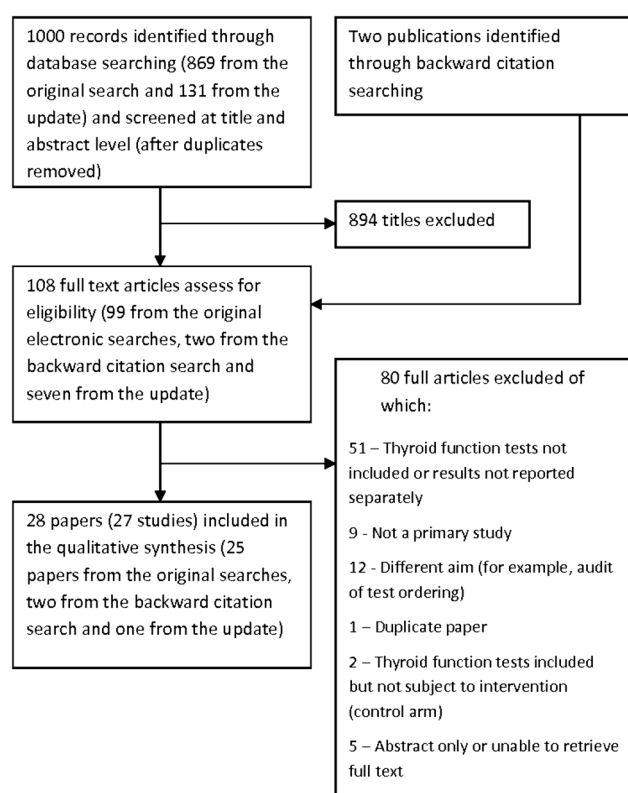 1000 records identified through
database searching (869 from the
original search and 131 from the
update) and screened at title and
abstract level (after duplicates
removed)
Two publications identified
through backward citation
searching
894 titles excluded
108 full text articles assess for
eligibility (99 from the original
electronic searches, two from the
backward citation search and
seven from the update)
80 full articles excluded of
which:
51 – Thyroid function tests not
included or results not reported
separately
9 - Not a primary study
12 - Different aim (for example, audit
of test ordering)
1 – Duplicate paper
2 – Thyroid function tests included
but not subject to intervention
(control arm)
5 – Abstract only or unable to retrieve
full text
28 papers (27 studies) included in
the qualitative synthesis (25
papers from the original searches,
two from the backward citation
search and one from the update)